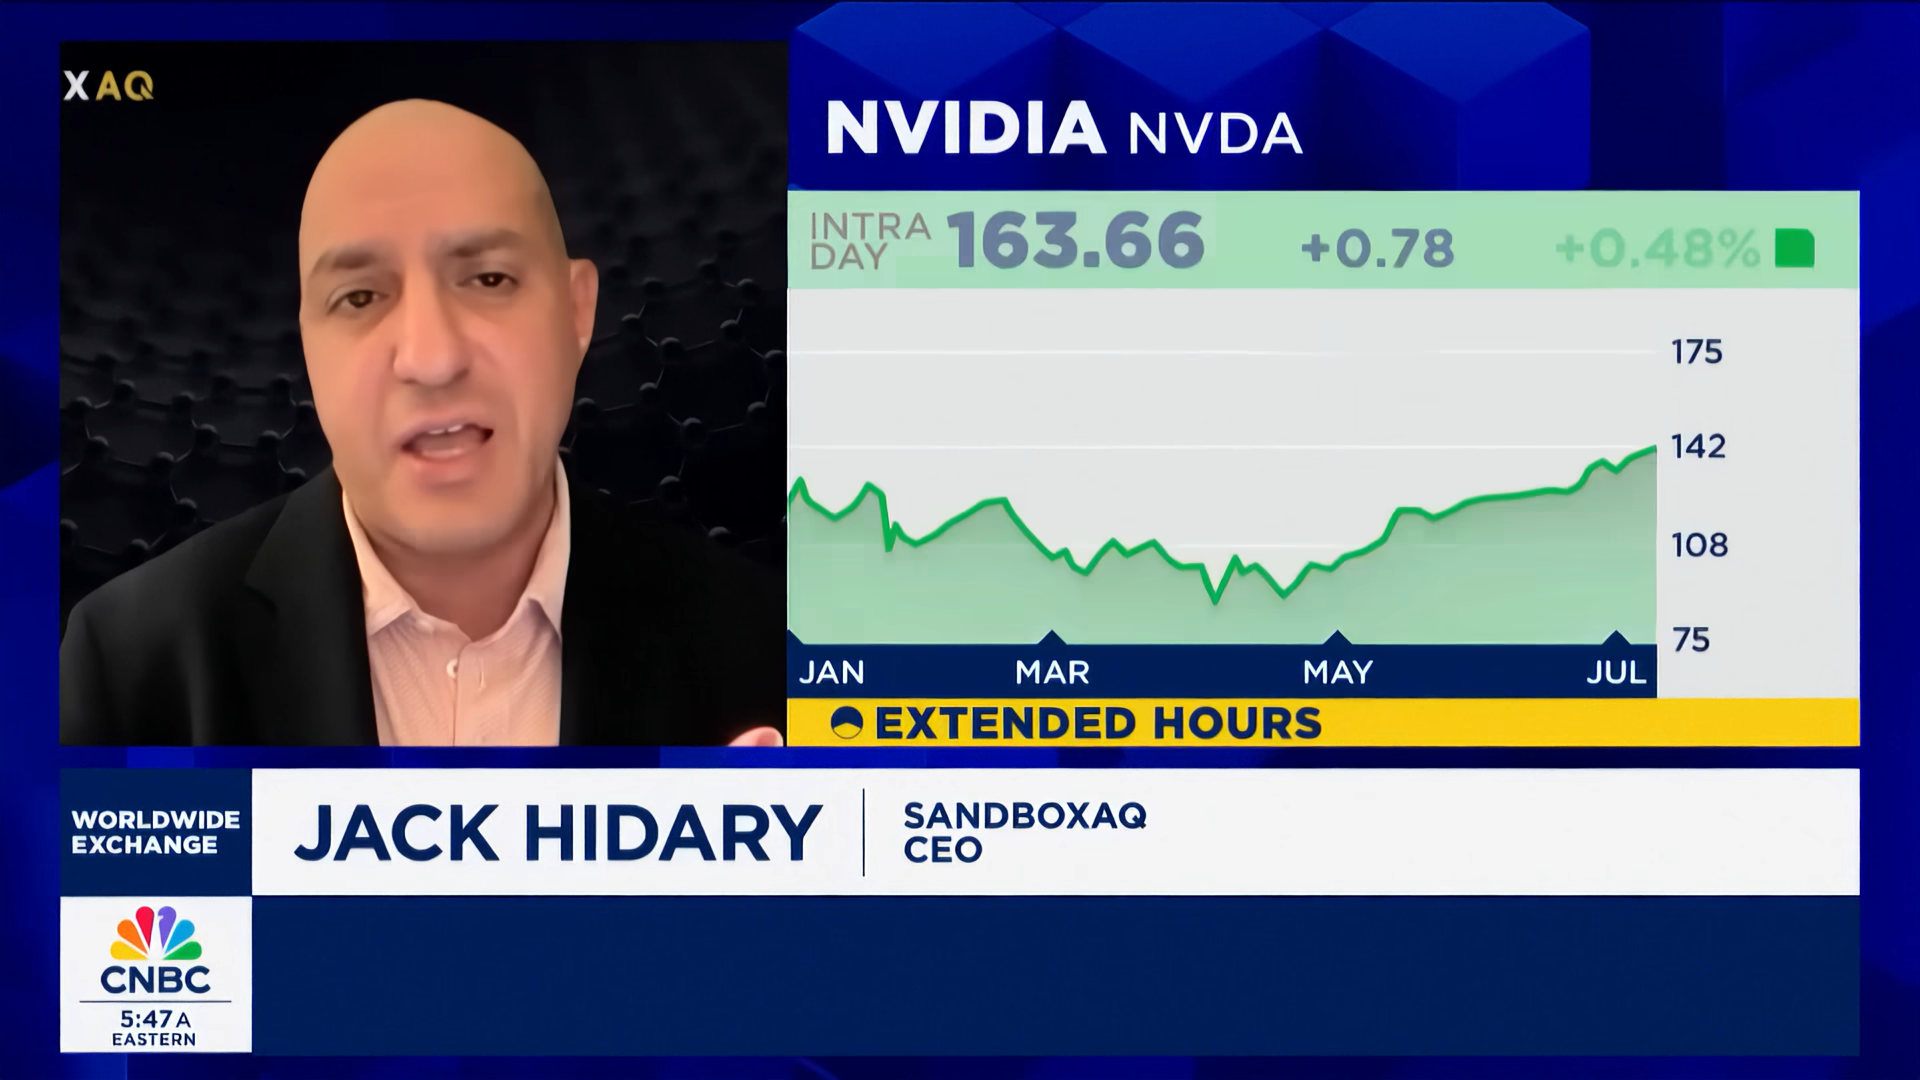 XAQ
NVIDIA NVDA
INTRA DAY 163.66 +0.78 +0.48%
175
142
108
75
JAN MAR MAY JUL
EXTENDED HOURS
WORLDWIDE EXCHANGE
JACK HIDARY
SANDBOXAQ
CEO
CNBC
5:47A
EASTERN